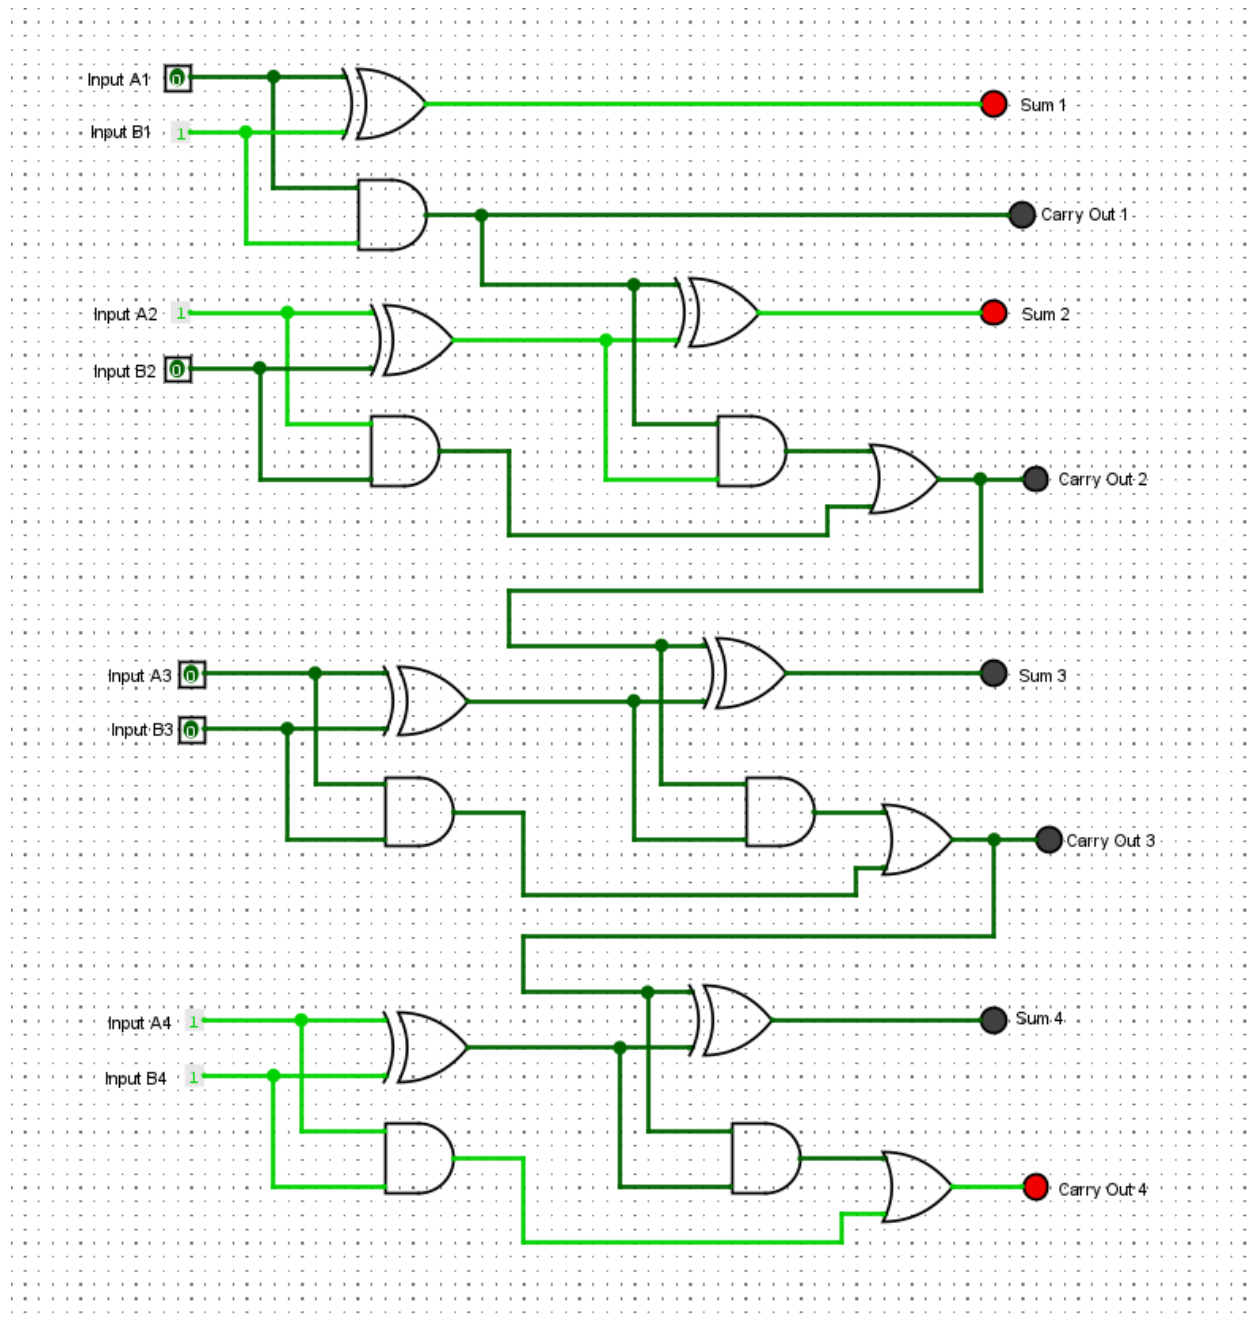 Input A1 0
Sum 1
Input B1 1
Carry Out 1
Input A2 1
Sum 2
Input B2 0
Carry Out 2
Input A3 0
Sum 3
Input B3 0
Carry Out 3
Input A4 1
Sum 4
Input B4 1
Carry Out 4